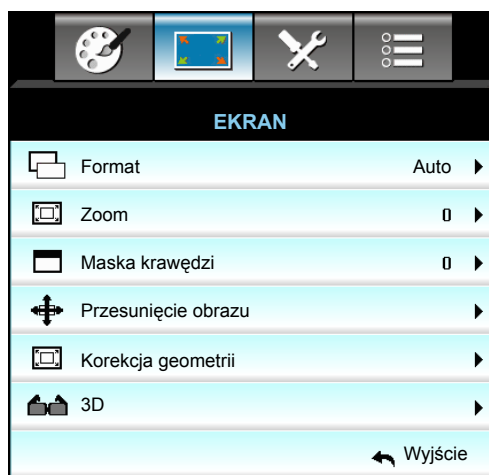 EKRAN
Format Auto
Zoom 0
Maska krawędzi 0
Przesunięcie obrazu
Korekcja geometrii
3D
Wyjście